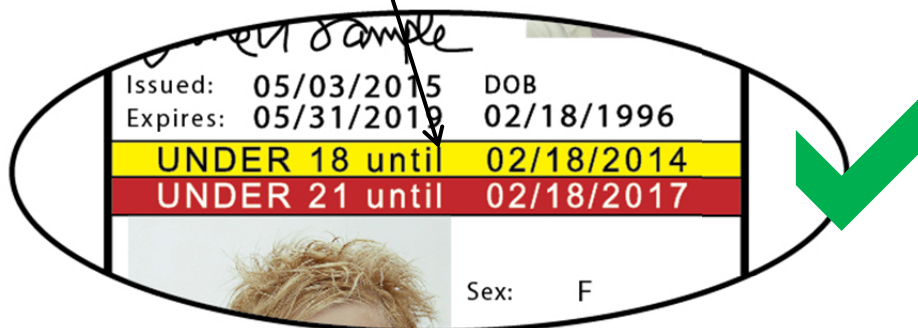 Sample
Issued: 05/03/2015 DOB
Expires: 05/31/2019 02/18/1996
UNDER 18 until 02/18/2014
UNDER 21 until 02/18/2017
Sex: F